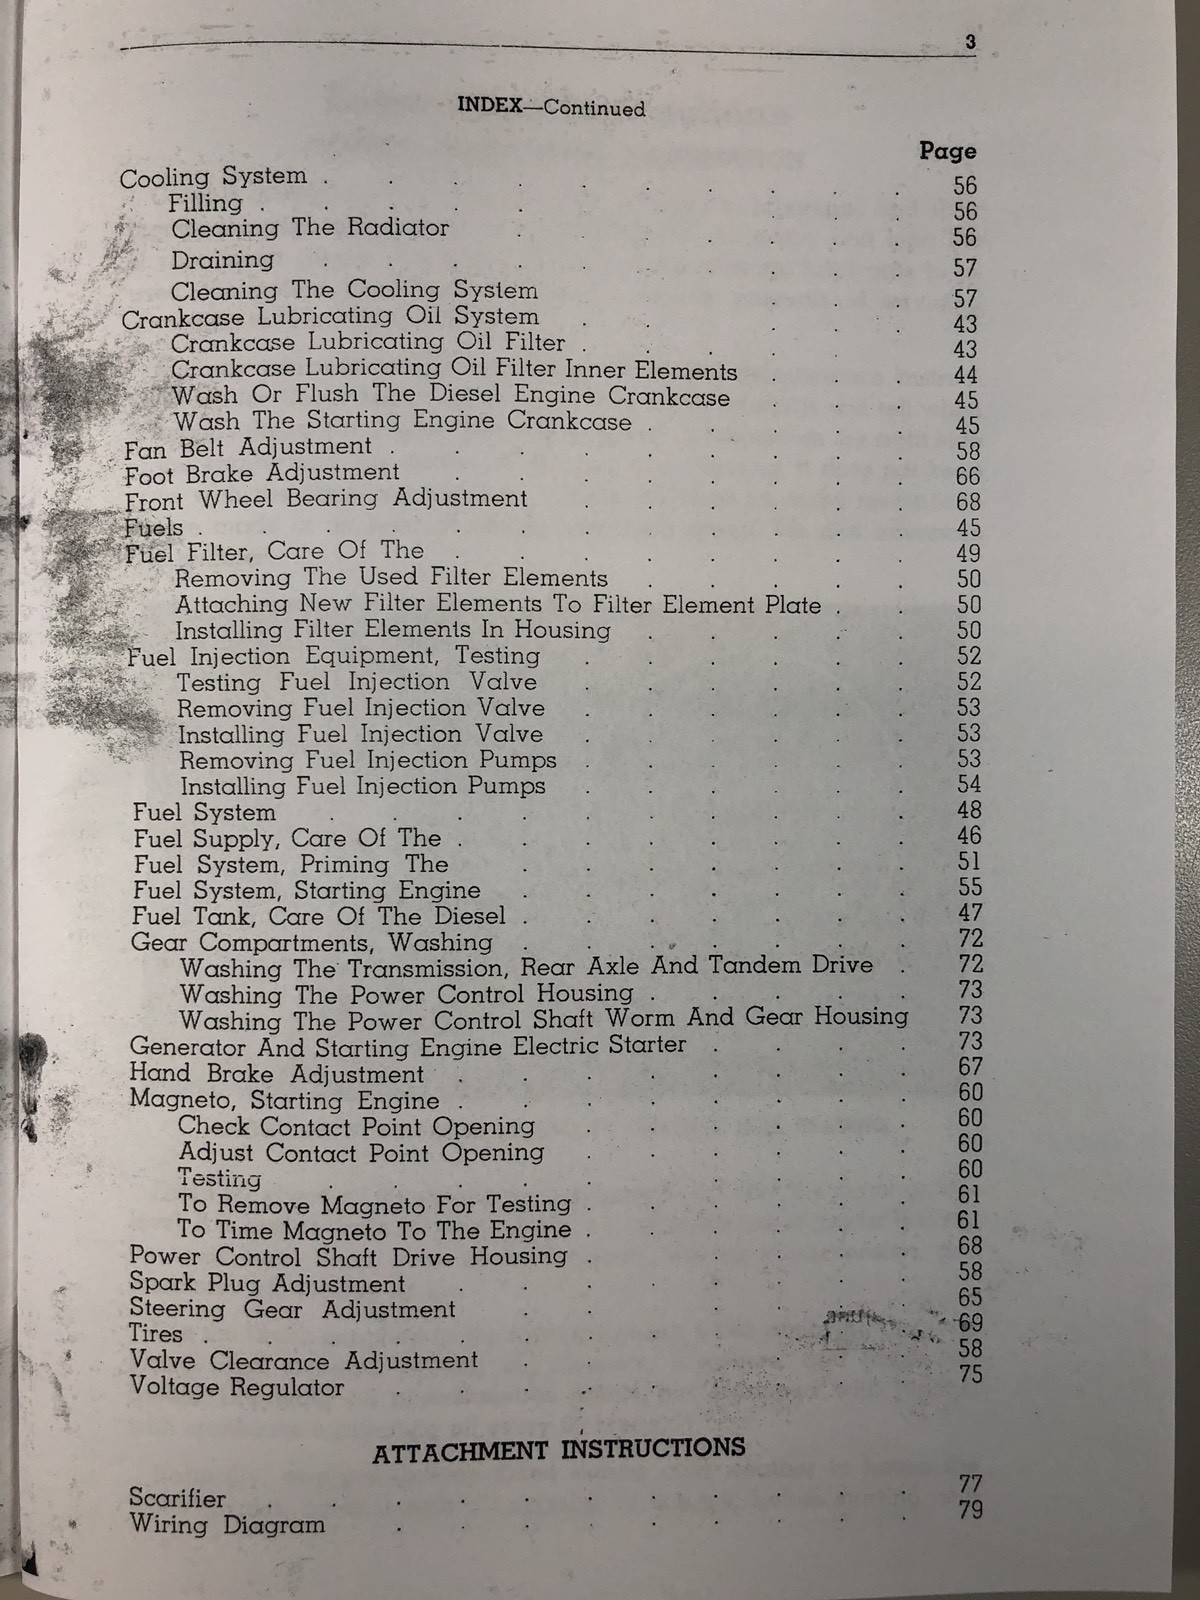 3
INDEX—Continued
Page
Cooling System . . . . . . . . . . 56
Filling . . . . . . . . . . . 56
Cleaning The Radiator . . . . . 56
Draining . . . . . . . . . . 57
Cleaning The Cooling System . . 57
Crankcase Lubricating Oil System . . . . . 43
Crankcase Lubricating Oil Filter . . . . . 43
Crankcase Lubricating Oil Filter Inner Elements . . . 44
Wash Or Flush The Diesel Engine Crankcase . . . 45
Wash The Starting Engine Crankcase . . . . . 45
Fan Belt Adjustment . . . . . . . . . 58
Foot Brake Adjustment . . . . . . . . 66
Front Wheel Bearing Adjustment . . . . . . 68
Fuels . . . . . . . . . . . . 45
Fuel Filter, Care Of The . . . . . . . . 49
Removing The Used Filter Elements . . . . . 50
Attaching New Filter Elements To Filter Element Plate . . 50
Installing Filter Elements In Housing . . . . . 50
Fuel Injection Equipment, Testing . . . . . . 52
Testing Fuel Injection Valve . . . . . . 52
Removing Fuel Injection Valve . . . . . . 53
Installing Fuel Injection Valve . . . . . . 53
Removing Fuel Injection Pumps . . . . . . 53
Installing Fuel Injection Pumps . . . . . . 54
Fuel System . . . . . . . . . . 48
Fuel Supply, Care Of The . . . . . . . . 46
Fuel System, Priming The . . . . . . . 51
Fuel System, Starting Engine . . . . . . . 55
Fuel Tank, Care Of The Diesel . . . . . . . 47
Gear Compartments, Washing . . . . . . . 72
Washing The Transmission, Rear Axle And Tandem Drive . 72
Washing The Power Control Housing . . . . . 73
Washing The Power Control Shaft Worm And Gear Housing 73
Generator And Starting Engine Electric Starter . . . . 73
Hand Brake Adjustment . . . . . . . . 67
Magneto, Starting Engine . . . . . . . . 60
Check Contact Point Opening . . . . . . 60
Adjust Contact Point Opening . . . . . . 60
Testing . . . . . . . . . . 60
To Remove Magneto For Testing . . . . . . 61
To Time Magneto To The Engine . . . . . . 61
Power Control Shaft Drive Housing . . . . . 68
Spark Plug Adjustment . . . . . . . . 58
Steering Gear Adjustment . . . . . . 65
Tires . . . . . . . . . . . 69
Valve Clearance Adjustment . . . . . . 58
Voltage Regulator . . . . . . . . . 75
ATTACHMENT INSTRUCTIONS
Scarifier . . . . . . . . . . . 77
Wiring Diagram . . . . . . . . . 79